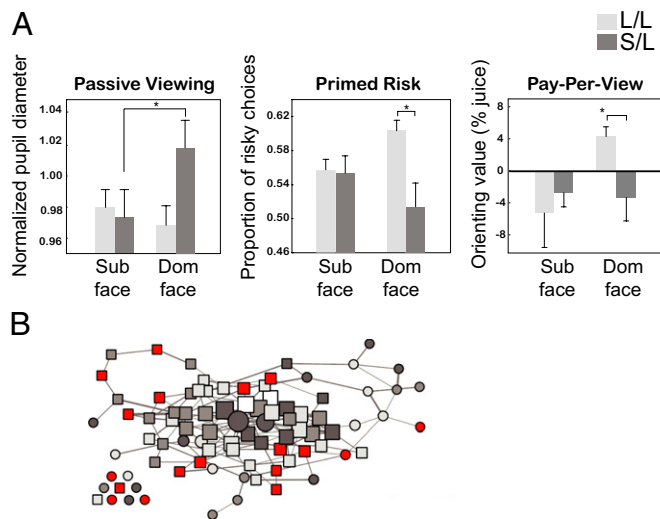 A
L/L
S/L
Passive Viewing
Primed Risk
Pay-Per-View
Normalized pupil diameter
1.04
1.02
1.00
0.98
0.96
*
Sub face
Dom face
Proportion of risky choices
0.62
0.58
0.54
0.50
0.46
*
Sub face
Dom face
Orienting value (% juice)
8
4
0
-4
-8
*
Sub face
Dom face
B